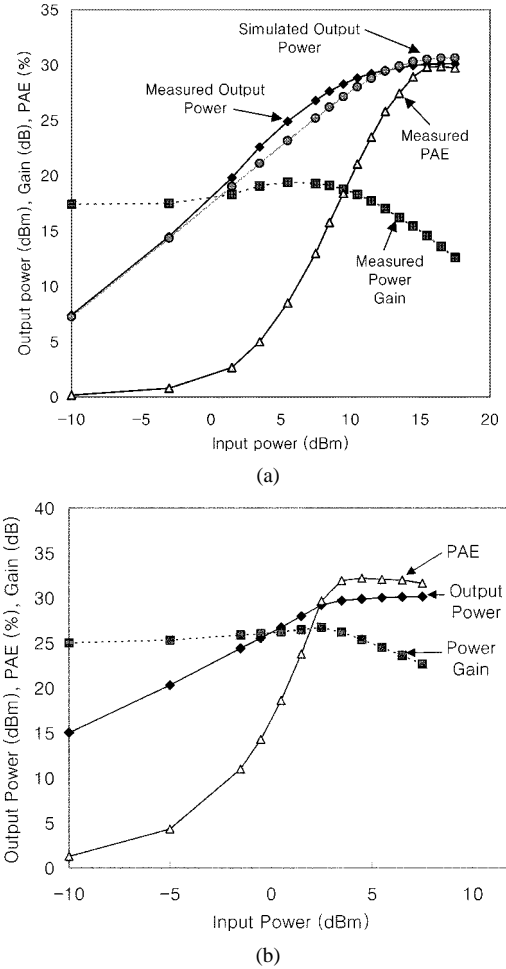 Output power (dBm), Gain (dB), PAE (%)
35
30
25
20
15
10
5
0
Simulated Output
Power
Measured Output
Power
Measured
PAE
Measured
Power
Gain
-10
-5
0
5
10
15
20
Input power (dBm)
(a)
Output Power (dBm), PAE (%), Gain (dB)
40
35
30
25
20
15
10
5
0
PAE
Output
Power
Power
Gain
-10
-5
0
5
10
Input Power (dBm)
(b)